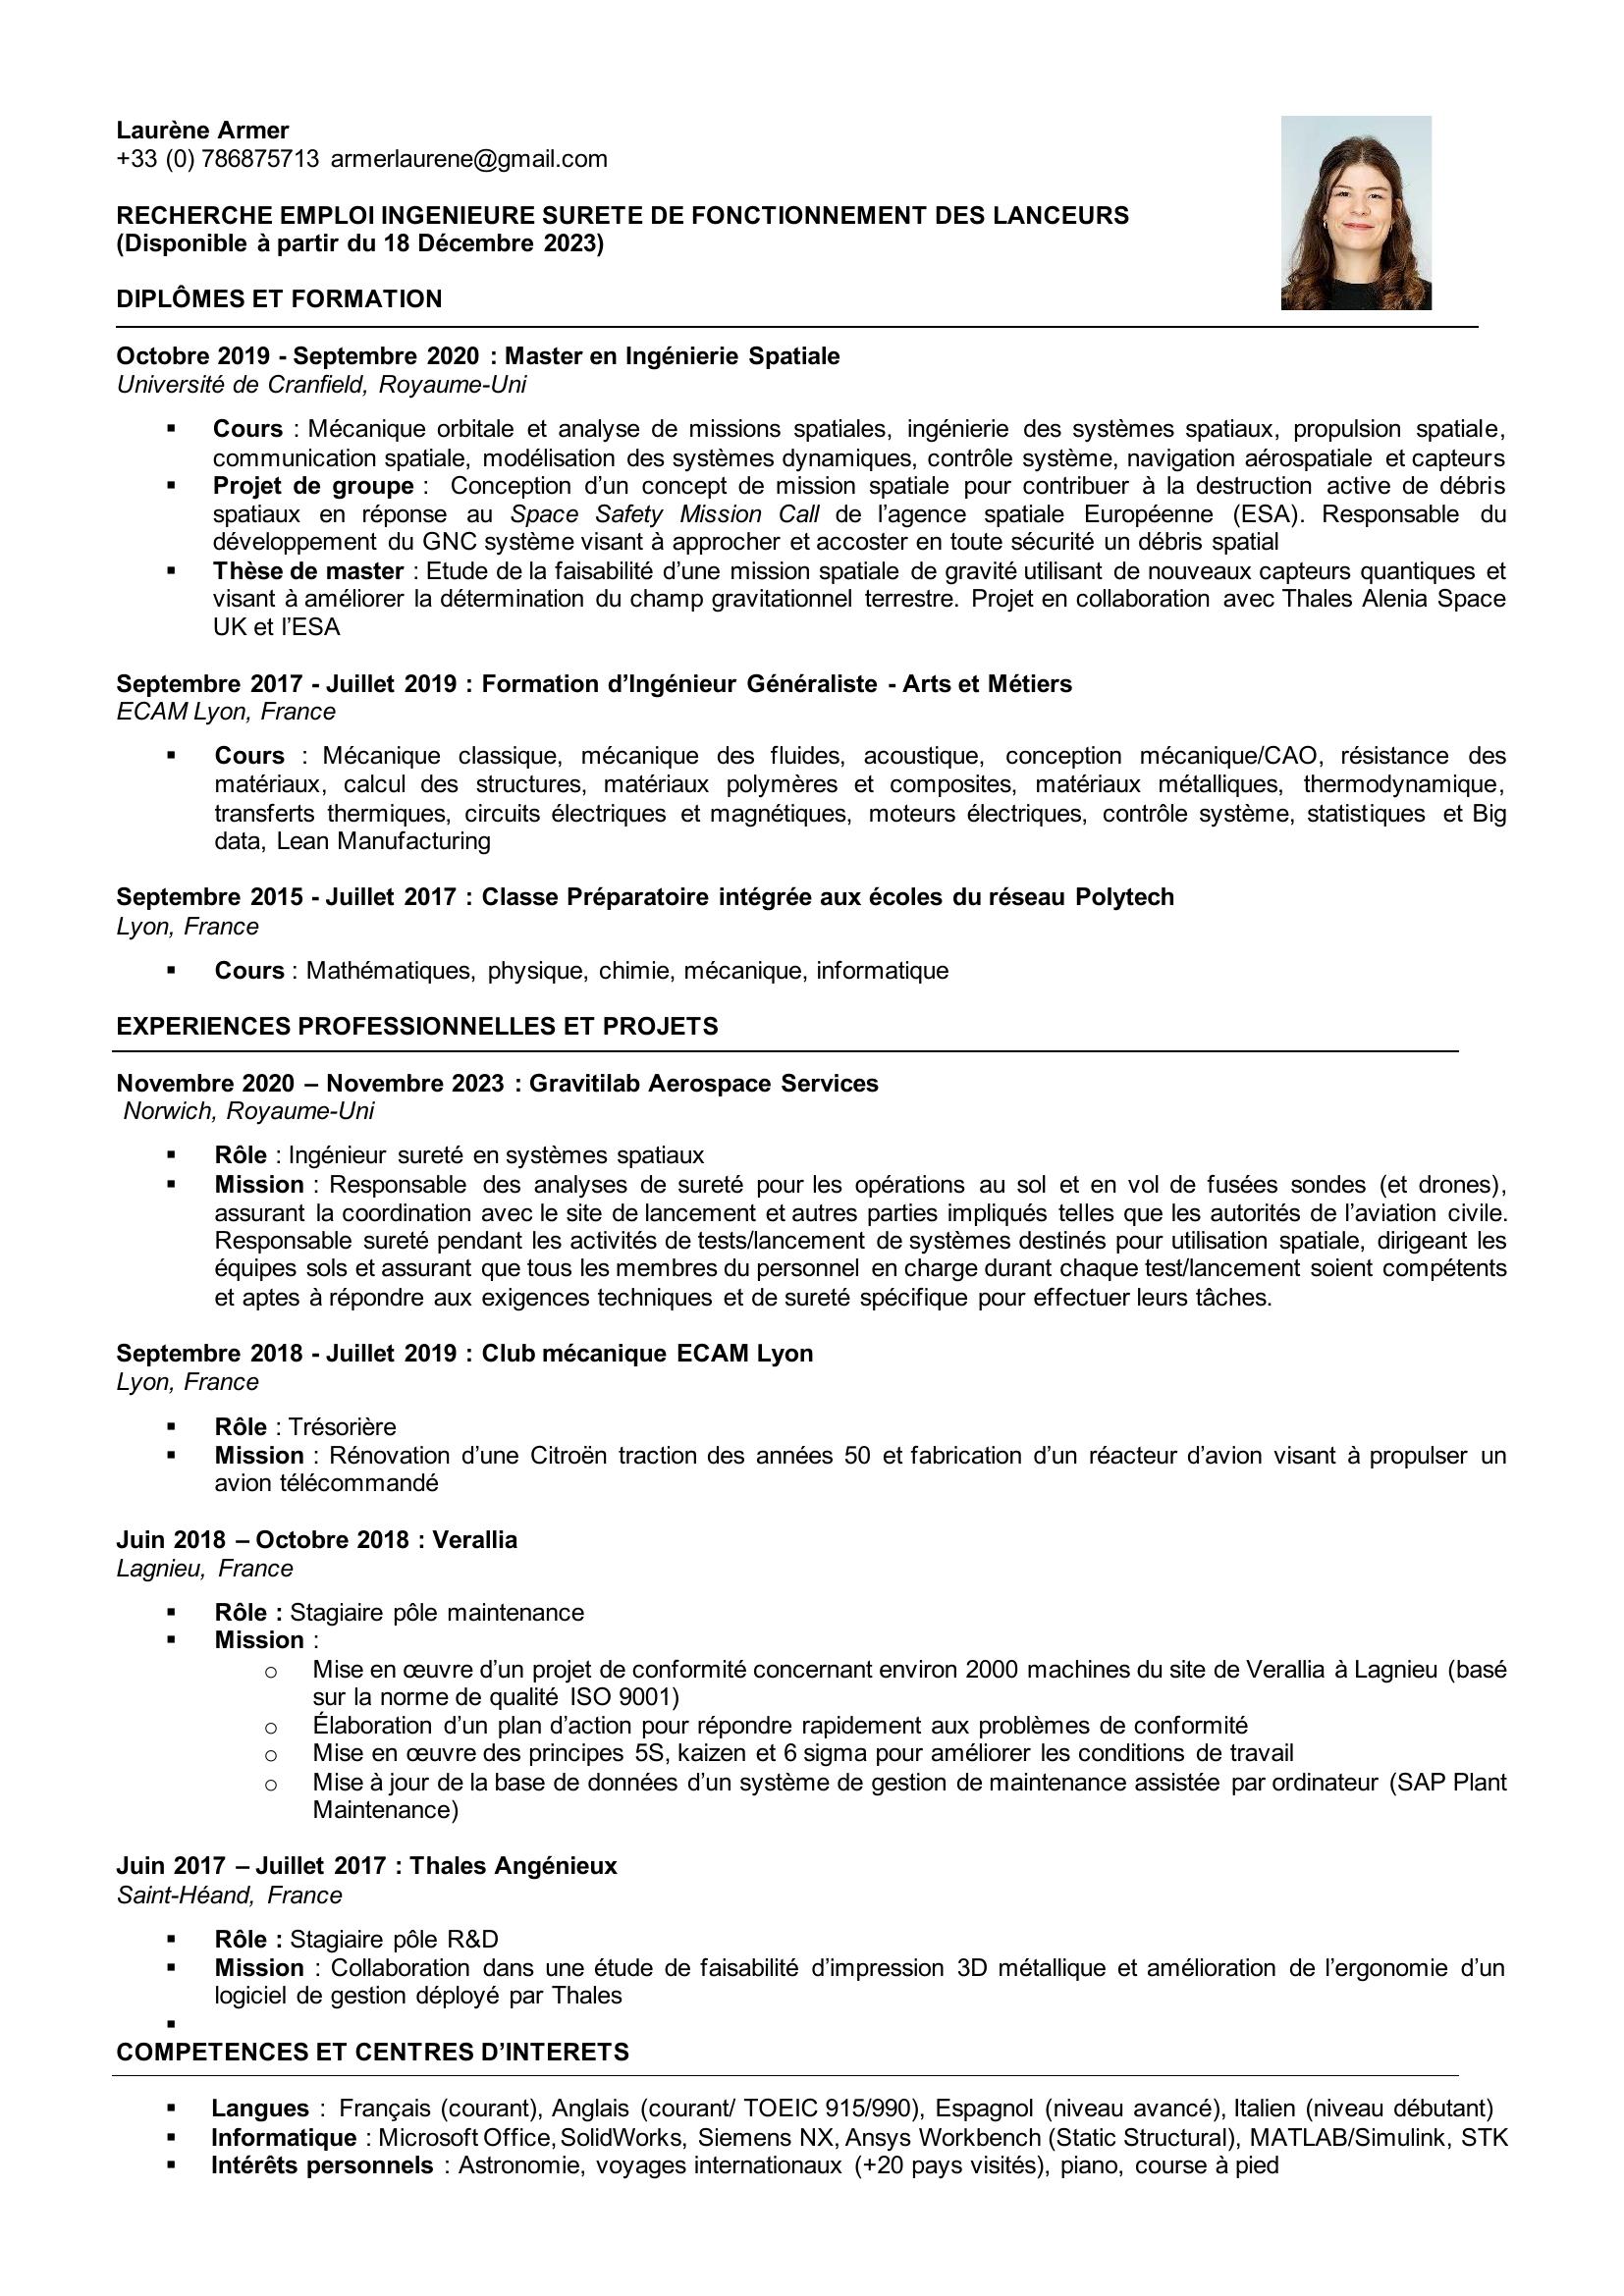 Laurène Armer
+33 (0) 786875713 armerlaurene@gmail.com
RECHERCHE EMPLOI INGENIEURE SURETE DE FONCTIONNEMENT DES LANCEURS
(Disponible à partir du 18 Décembre 2023)
DIPLÔMES ET FORMATION
Octobre 2019 - Septembre 2020 : Master en Ingénierie Spatiale
Université de Cranfield, Royaume-Uni
▪ Cours : Mécanique orbitale et analyse de missions spatiales, ingénierie des systèmes spatiaux, propulsion spatiale,
communication spatiale, modélisation des systèmes dynamiques, contrôle système, navigation aérospatiale et capteurs
▪ Projet de groupe : Conception d’un concept de mission spatiale pour contribuer à la destruction active de débris
spatiaux en réponse au Space Safety Mission Call de l’agence spatiale Européenne (ESA). Responsable du
développement du GNC système visant à approcher et accoster en toute sécurité un débris spatial
▪ Thèse de master : Etude de la faisabilité d’une mission spatiale de gravité utilisant de nouveaux capteurs quantiques et
visant à améliorer la détermination du champ gravitationnel terrestre. Projet en collaboration avec Thales Alenia Space
UK et l’ESA
Septembre 2017 - Juillet 2019 : Formation d’Ingénieur Généraliste - Arts et Métiers
ECAM Lyon, France
▪ Cours : Mécanique classique, mécanique des fluides, acoustique, conception mécanique/CAO, résistance des
matériaux, calcul des structures, matériaux polymères et composites, matériaux métalliques, thermodynamique,
transferts thermiques, circuits électriques et magnétiques, moteurs électriques, contrôle système, statistiques et Big
data, Lean Manufacturing
Septembre 2015 - Juillet 2017 : Classe Préparatoire intégrée aux écoles du réseau Polytech
Lyon, France
▪ Cours : Mathématiques, physique, chimie, mécanique, informatique
EXPERIENCES PROFESSIONNELLES ET PROJETS
Novembre 2020 – Novembre 2023 : Gravitilab Aerospace Services
Norwich, Royaume-Uni
▪ Rôle : Ingénieur sureté en systèmes spatiaux
▪ Mission : Responsable des analyses de sureté pour les opérations au sol et en vol de fusées sondes (et drones),
assurant la coordination avec le site de lancement et autres parties impliqués telles que les autorités de l’aviation civile.
Responsable sureté pendant les activités de tests/lancement de systèmes destinés pour utilisation spatiale, dirigeant les
équipes sols et assurant que tous les membres du personnel en charge durant chaque test/lancement soient compétents
et aptes à répondre aux exigences techniques et de sureté spécifique pour effectuer leurs tâches.
Septembre 2018 - Juillet 2019 : Club mécanique ECAM Lyon
Lyon, France
▪ Rôle : Trésorière
▪ Mission : Rénovation d’une Citroën traction des années 50 et fabrication d’un réacteur d’avion visant à propulser un
avion télécommandé
Juin 2018 – Octobre 2018 : Verallia
Lagnieu, France
▪ Rôle : Stagiaire pôle maintenance
▪ Mission :
o Mise en œuvre d’un projet de conformité concernant environ 2000 machines du site de Verallia à Lagnieu (basé
sur la norme de qualité ISO 9001)
o Élaboration d’un plan d’action pour répondre rapidement aux problèmes de conformité
o Mise en œuvre des principes 5S, kaizen et 6 sigma pour améliorer les conditions de travail
o Mise à jour de la base de données d’un système de gestion de maintenance assistée par ordinateur (SAP Plant
Maintenance)
Juin 2017 – Juillet 2017 : Thales Angénieux
Saint-Héand, France
▪ Rôle : Stagiaire pôle R&D
▪ Mission : Collaboration dans une étude de faisabilité d’impression 3D métallique et amélioration de l’ergonomie d’un
logiciel de gestion déployé par Thales
▪
COMPETENCES ET CENTRES D’INTERETS
▪ Langues : Français (courant), Anglais (courant/ TOEIC 915/990), Espagnol (niveau avancé), Italien (niveau débutant)
▪ Informatique : Microsoft Office, SolidWorks, Siemens NX, Ansys Workbench (Static Structural), MATLAB/Simulink, STK
▪ Intérêts personnels : Astronomie, voyages internationaux (+20 pays visités), piano, course à pied